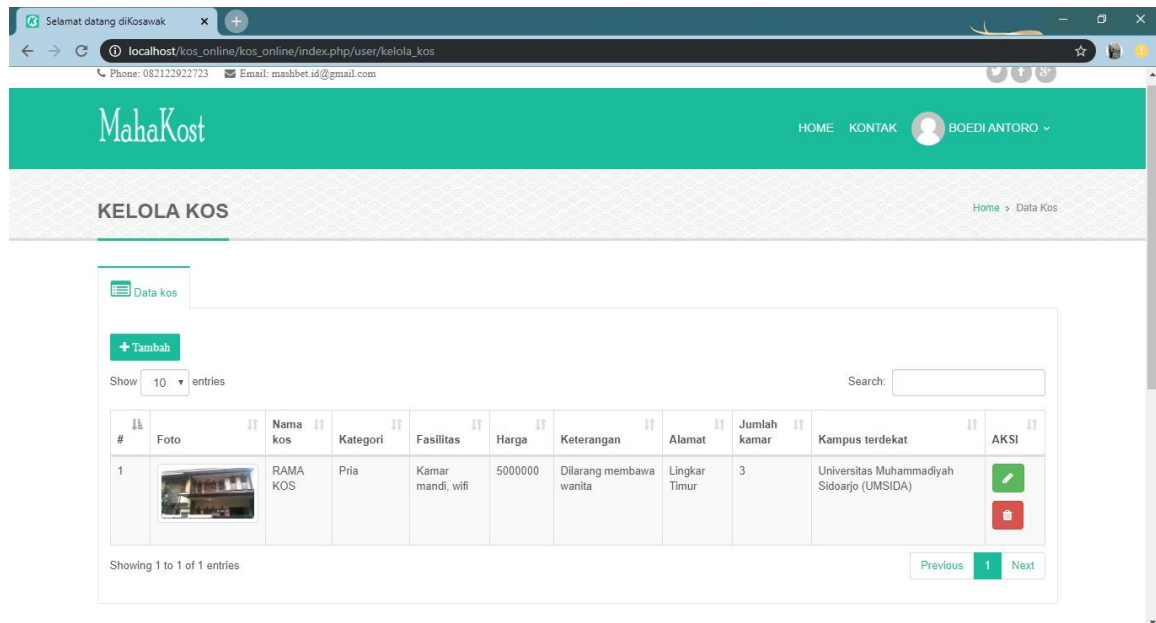 Selamat datang diKosawak
localhost/kos_online/kos_online/index.php/user/kelola_kos
Phone: 082122922723 Email: mashbet.id@gmail.com
MahaKost
HOME KONTAK BOEDI ANTORO
KELOLA KOS
Home > Data Kos
Data kos
+ Tambah
Show 10 entries
Search:
# Foto Nama kos Kategori Fasilitas Harga Keterangan Alamat Jumlah kamar Kampus terdekat AKSI
1 RAMA KOS Pria Kamar mandi, wifi 5000000 Dilarang membawa wanita Lingkar Timur 3 Universitas Muhammadiyah Sidoarjo (UMSIDA)
Showing 1 to 1 of 1 entries
Previous 1 Next